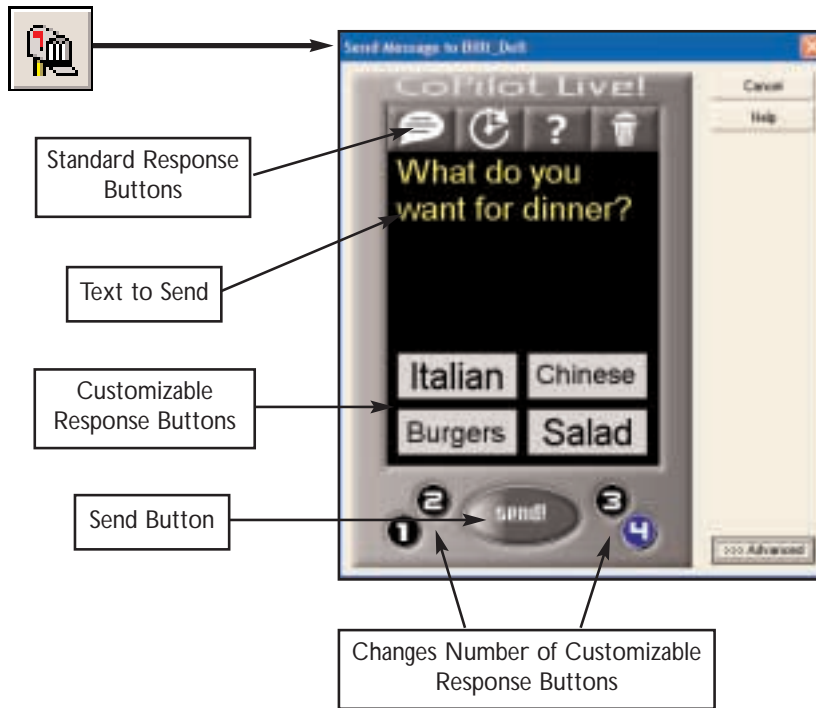 Send Message to Bill_Dell
Cancel
Help
CoPilot Live!
?
What do you
want for dinner?
Standard Response
Buttons
Text to Send
Italian
Chinese
Customizable
Response Buttons
Burgers
Salad
Send Button
1
2
send!
3
4
>>> Advanced
Changes Number of Customizable
Response Buttons